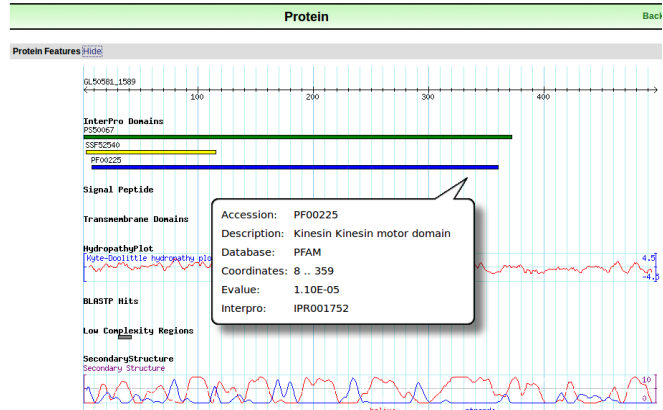 Protein
Back
Protein Features Hide
GL50581_1589
100 200 300 400
InterPro Domains
PS50067
SSF52540
PF00225
Signal Peptide
Transmembrane Domains
HydropathyPlot
Kyte-Doolittle hydropathy plo
4.5
-4.5
BLASTP Hits
Low Complexity Regions
SecondaryStructure
Secondary Structure
10
0
Accession: PF00225
Description: Kinesin Kinesin motor domain
Database: PFAM
Coordinates: 8 .. 359
Evalue: 1.10E-05
Interpro: IPR001752